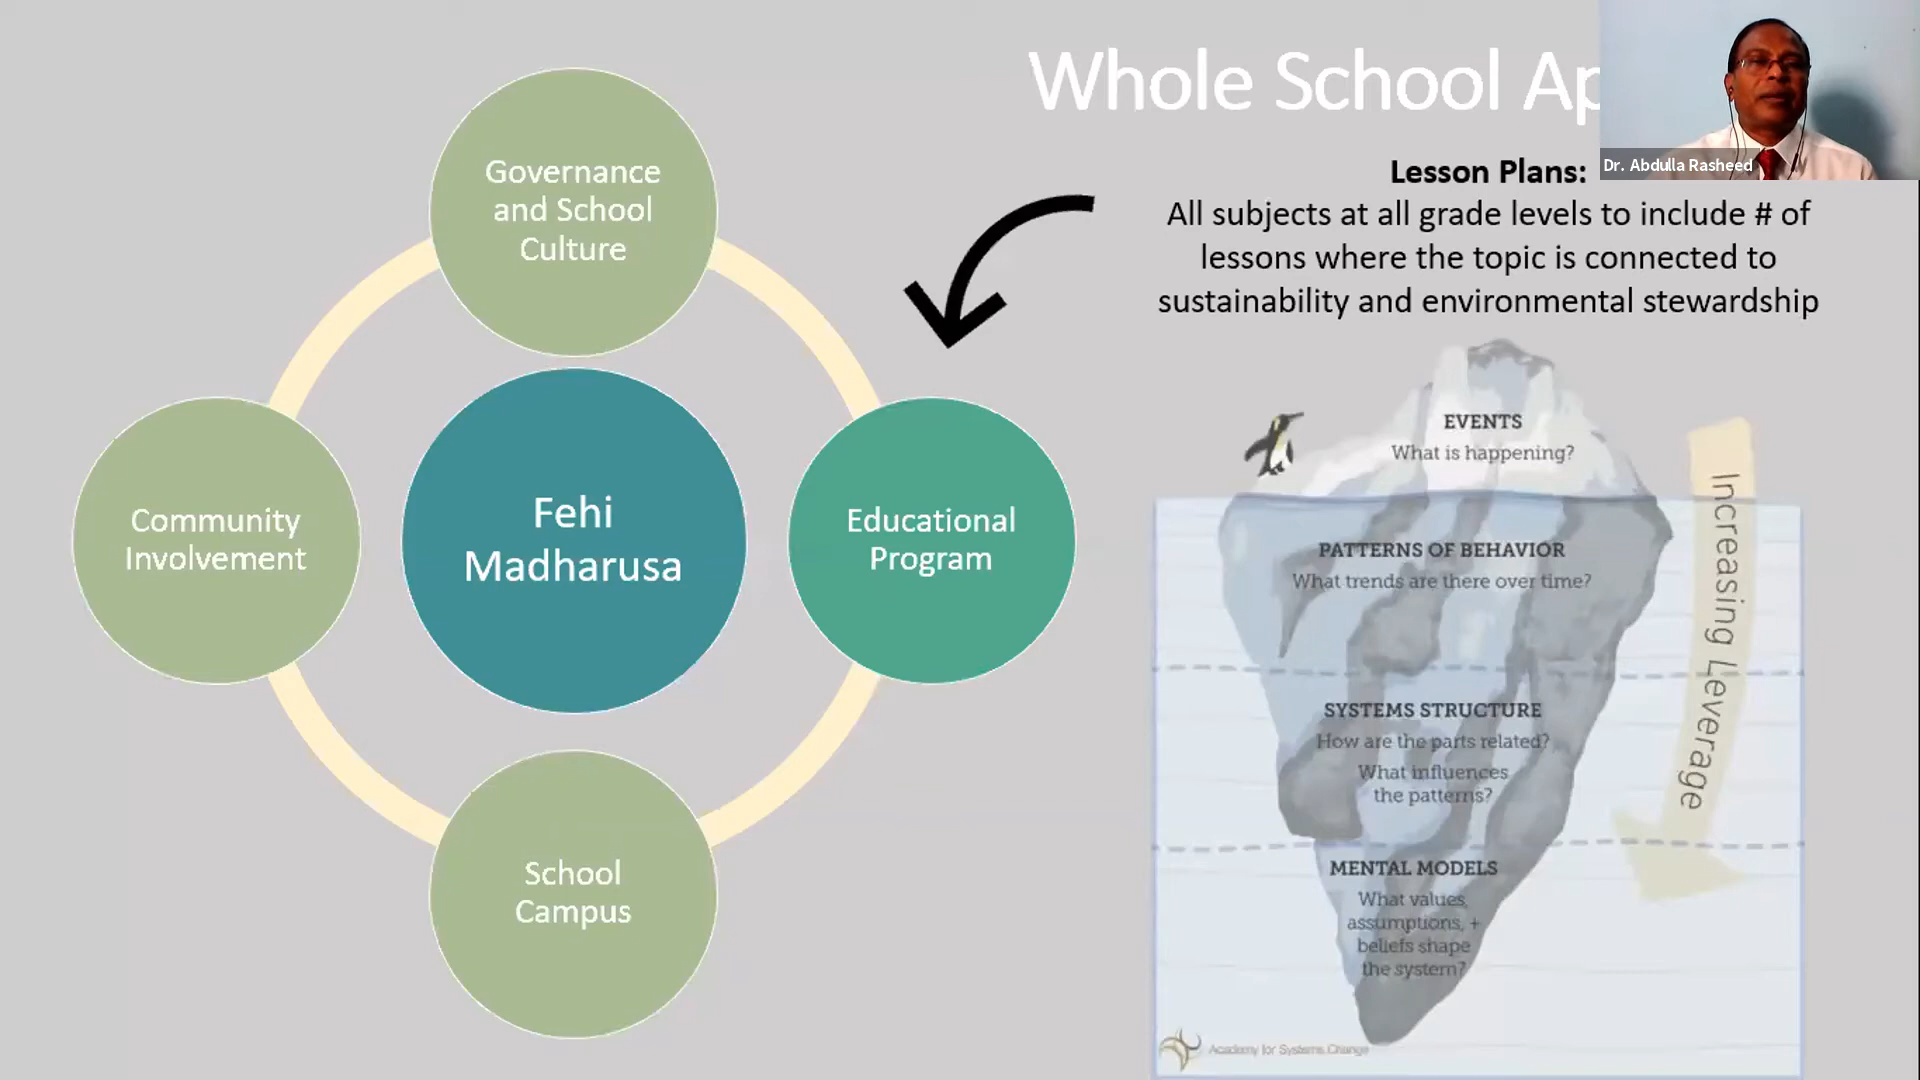 Whole School Ap
Dr. Abdulla Rasheed
Lesson Plans:
All subjects at all grade levels to include # of
lessons where the topic is connected to
sustainability and environmental stewardship
Governance
and School
Culture
Community
Involvement
Fehi
Madharusa
Educational
Program
School
Campus
EVENTS
What is happening?
PATTERNS OF BEHAVIOR
What trends are there over time?
SYSTEMS STRUCTURE
How are the parts related?
What influences
the patterns?
MENTAL MODELS
What values,
assumptions, +
beliefs shape
the system?
Increasing Leverage
Academy for Systems Change